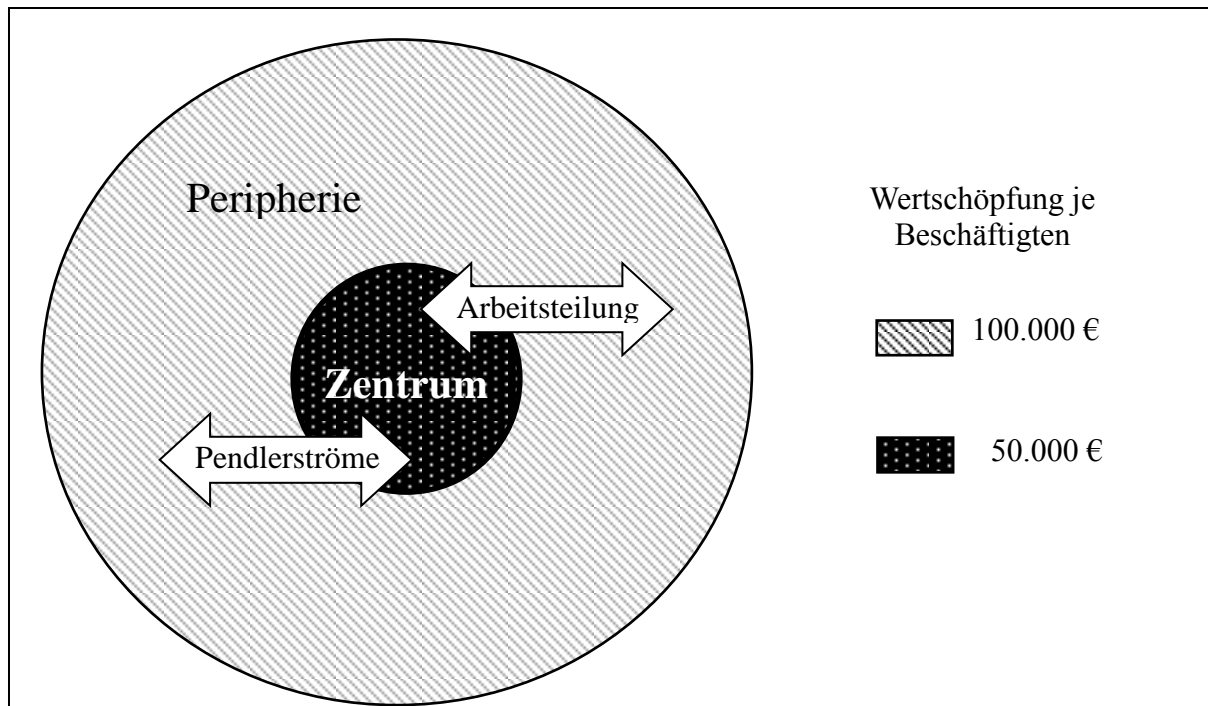 Peripherie
Arbeitsteilung
Zentrum
Pendlerströme
Wertschöpfung je
Beschäftigten
100.000 €
50.000 €